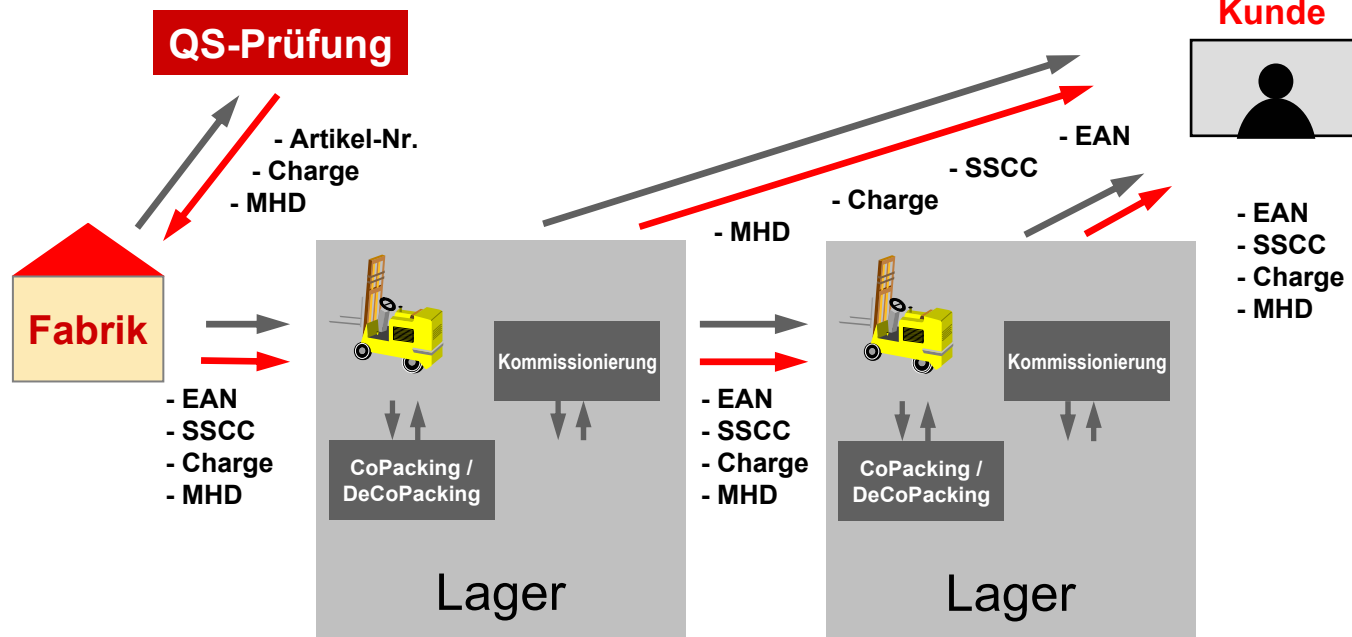 Kunde
QS-Prüfung
- Artikel-Nr.
- Charge
- MHD
- EAN
- SSCC
- Charge
- MHD
- EAN
- SSCC
- Charge
- MHD
Fabrik
- EAN
- SSCC
- Charge
- MHD
Kommissionierung
CoPacking /
DeCoPacking
Lager
- EAN
- SSCC
- Charge
- MHD
Kommissionierung
CoPacking /
DeCoPacking
Lager